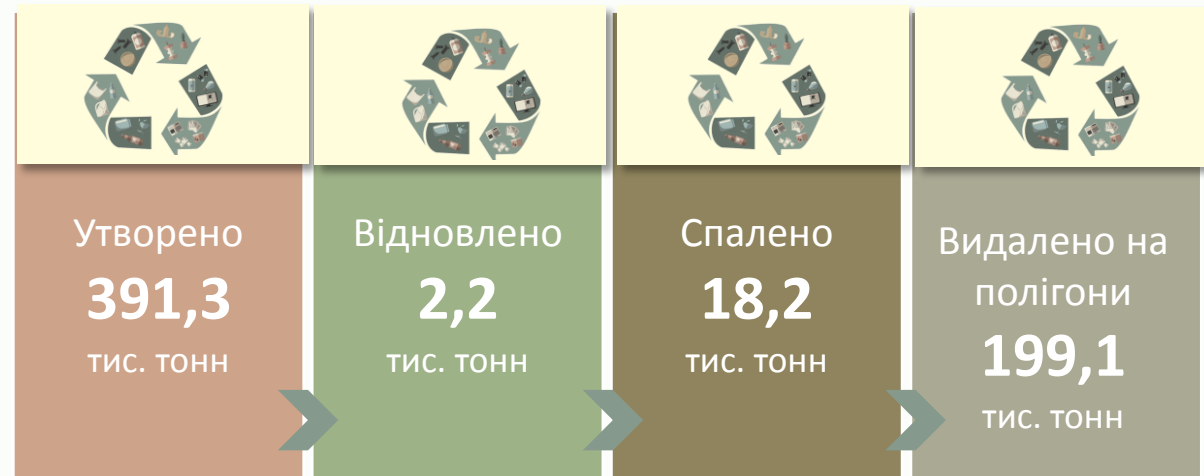 Утворено
391,3
тис. тонн
Відновлено
2,2
тис. тонн
Спалено
18,2
тис. тонн
Видалено на
полігони
199,1
тис. тонн